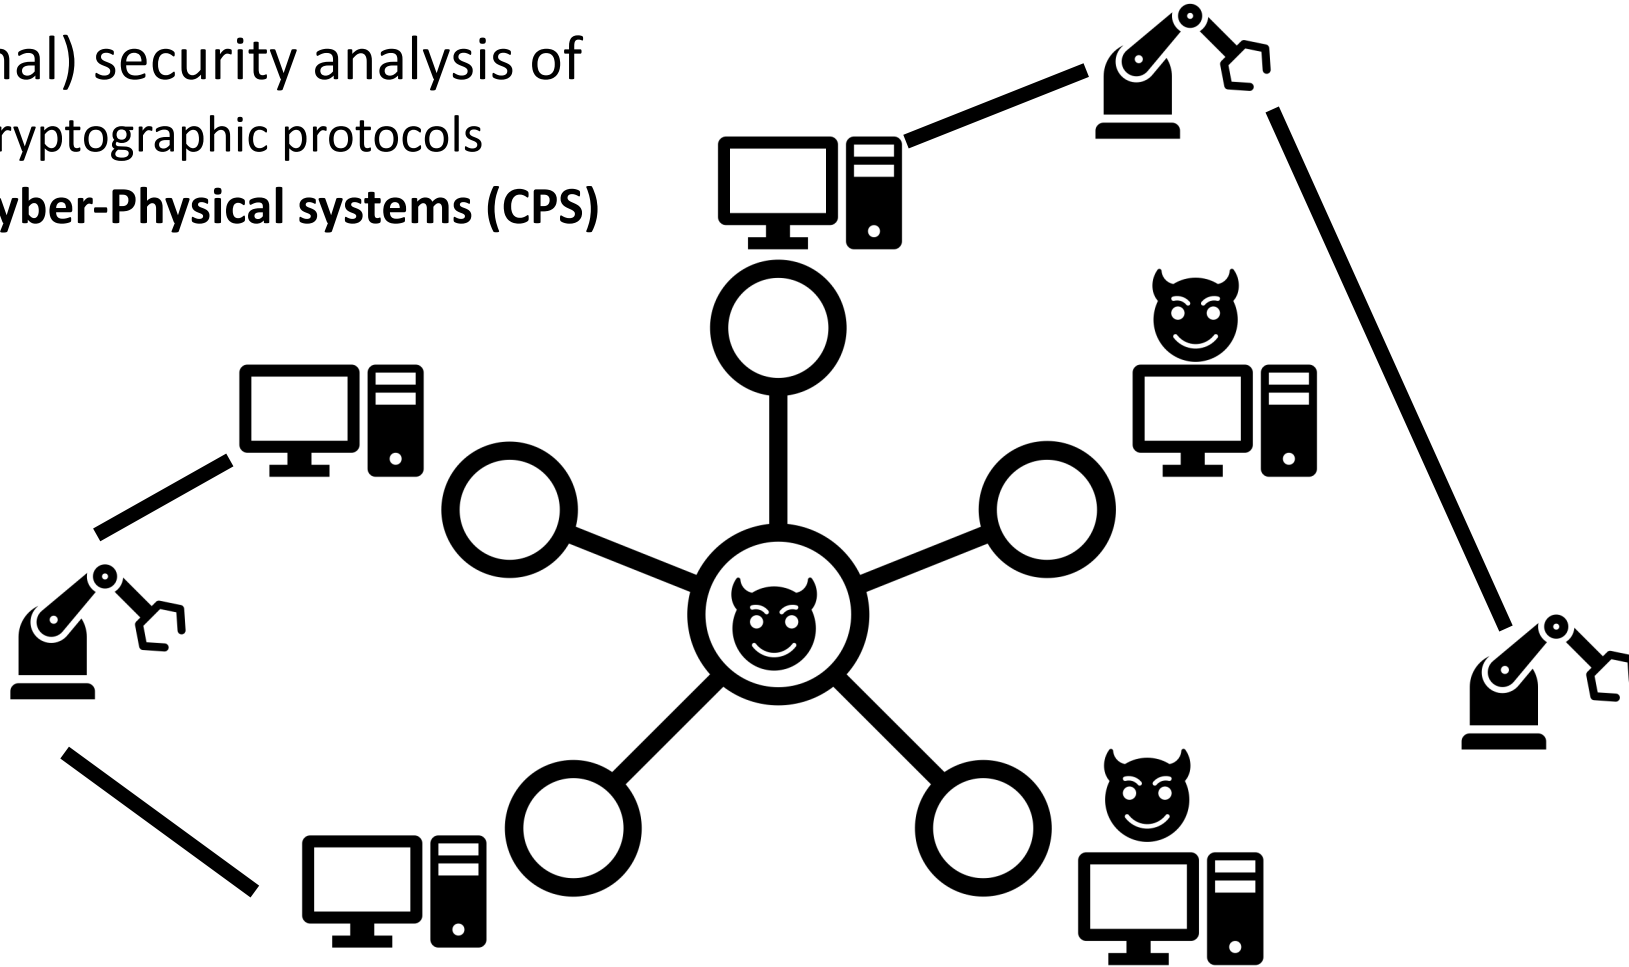 nal) security analysis of
ryptographic protocols
yber-Physical systems (CPS)